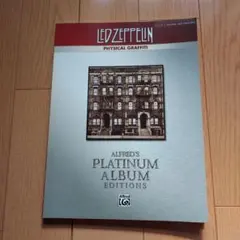 LED ZEPPELIN
PHYSICAL GRAFFITI
ALFRED'S
PLATINUM
ALBUM
EDITIONS